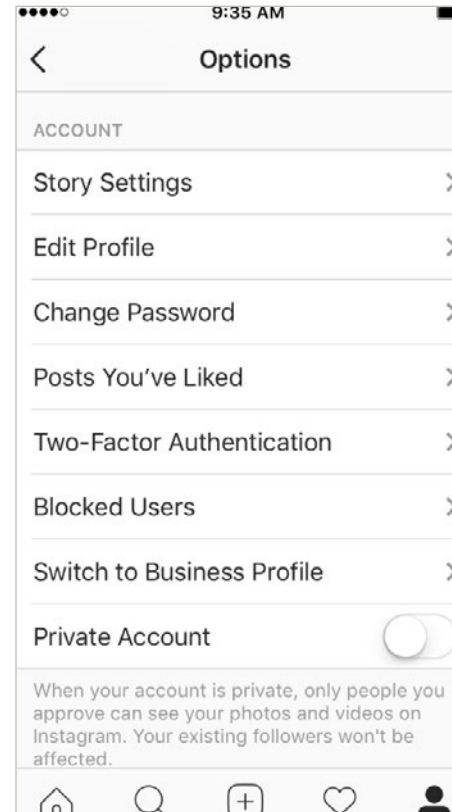 9:35 AM
Options
ACCOUNT
Story Settings
Edit Profile
Change Password
Posts You've Liked
Two-Factor Authentication
Blocked Users
Switch to Business Profile
Private Account
When your account is private, only people you
approve can see your photos and videos on
Instagram. Your existing followers won't be
affected.